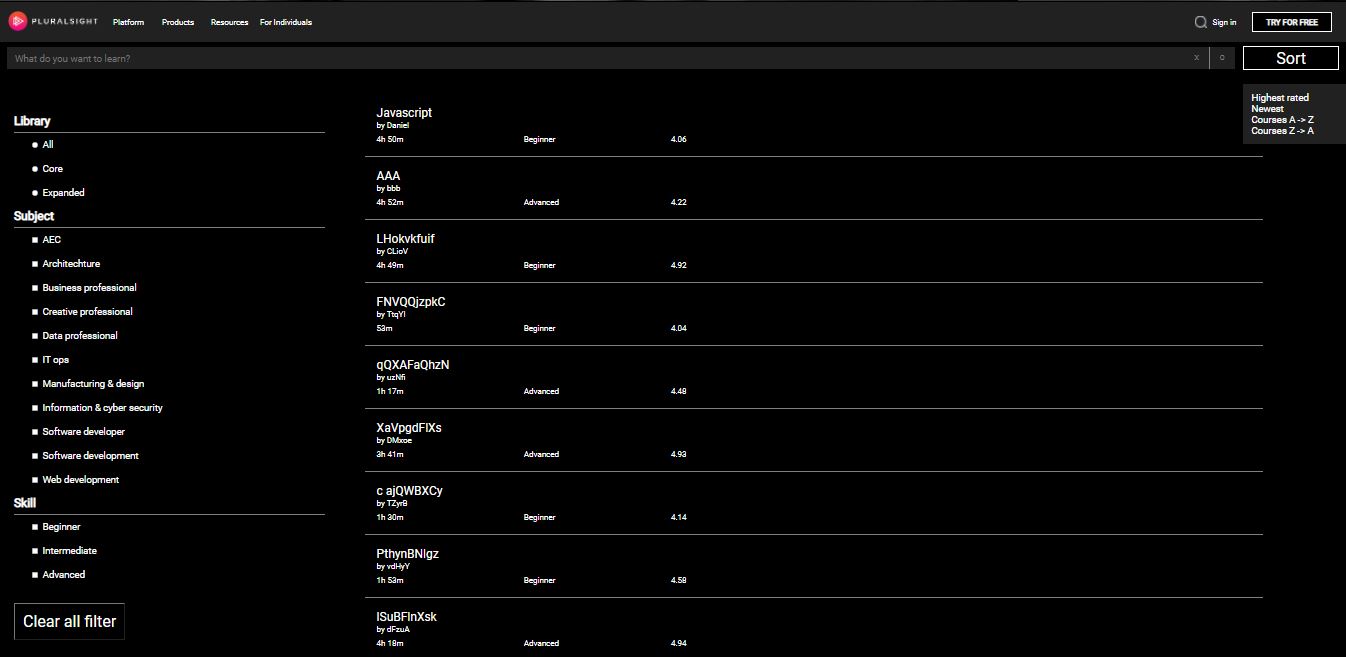 PLURALSIGHT Platform Products Resources For Individuals Sign in TRY FOR FREE
What do you want to learn? x o Sort
Highest rated
Newest
Courses A -> Z
Courses Z -> A
Library
All
Core
Expanded
Subject
AEC
Architechture
Business professional
Creative professional
Data professional
IT ops
Manufacturing & design
Information & cyber security
Software developer
Software development
Web development
Skill
Beginner
Intermediate
Advanced
Clear all filter
Javascript
by Daniel
4h 50m Beginner 4.06
AAA
by bbb
4h 52m Advanced 4.22
LHokvkfuif
by CLioV
4h 49m Beginner 4.92
FNVQQjzpkC
by TtqYl
53m Beginner 4.04
qQXAFaQhzN
by uzNfi
1h 17m Advanced 4.48
XaVpgdFlXs
by DMxoe
3h 41m Advanced 4.93
c ajQWBXCy
by TZyrB
1h 30m Beginner 4.14
PthynBNlgz
by vdHyY
1h 53m Beginner 4.58
lSuBFlnXsk
by dFzuA
4h 18m Advanced 4.94